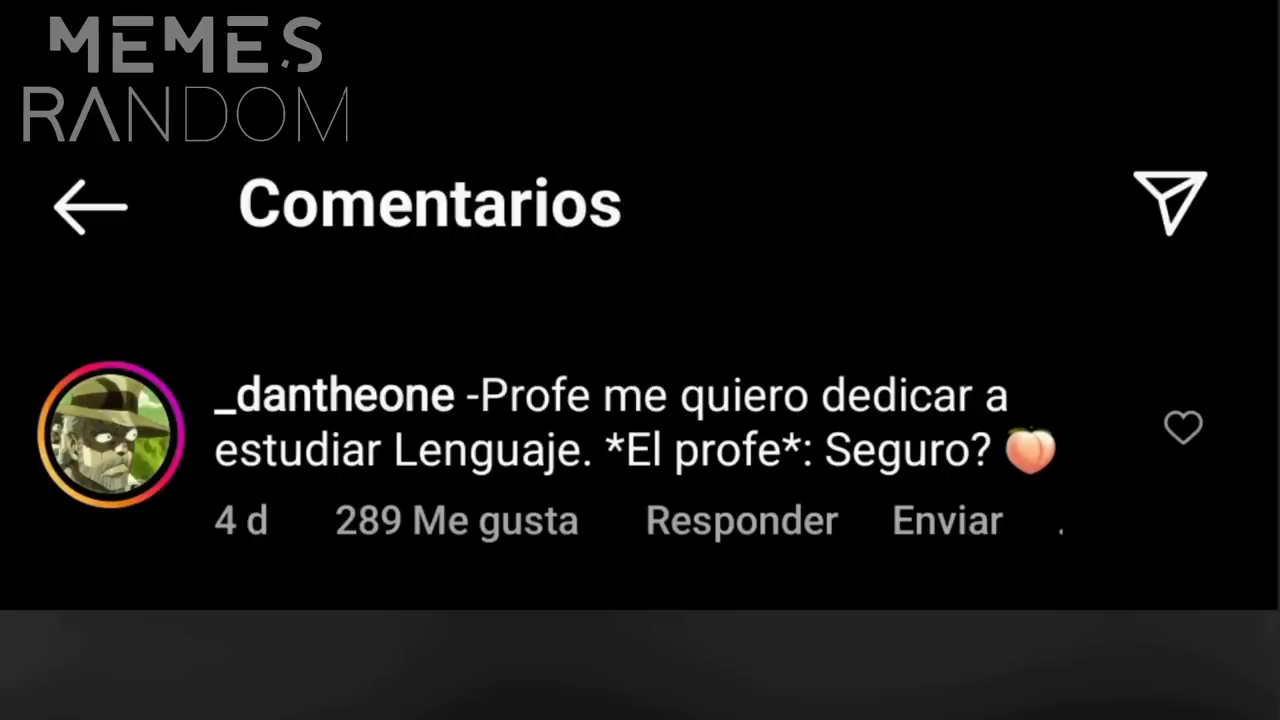 MEMES
RANDOM
Comentarios
_dantheone -Profe me quiero dedicar a
estudiar Lenguaje. *El profe*: Seguro? 🍑
4 d 289 Me gusta Responder Enviar .